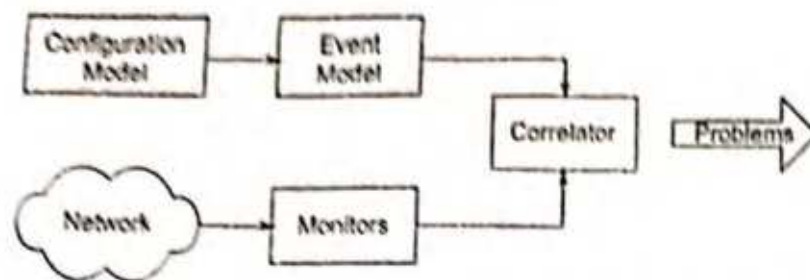 Configuration
Model
Event
Model
Correlator
Problems
Network
Monitors